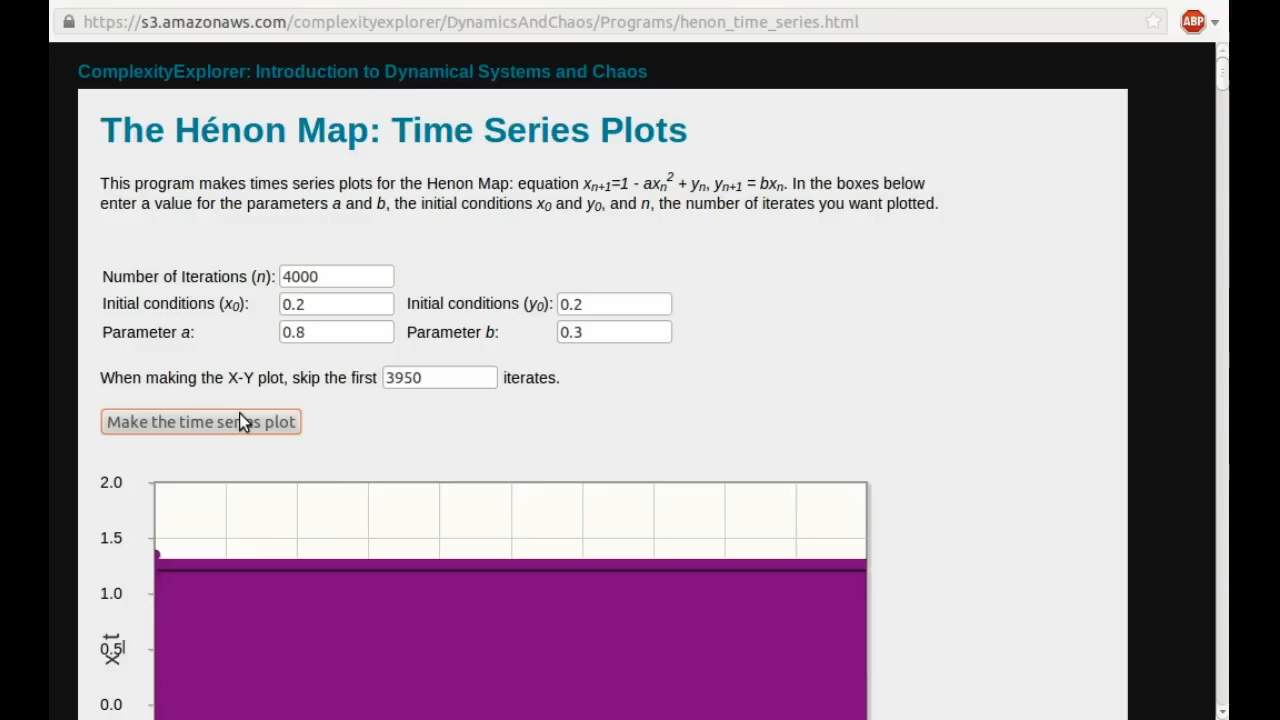 https://s3.amazonaws.com/complexityexplorer/DynamicsAndChaos/Programs/henon_time_series.html
ABP
ComplexityExplorer: Introduction to Dynamical Systems and Chaos
The Hénon Map: Time Series Plots
This program makes times series plots for the Henon Map: equation xn+1=1 - axn2 + yn, yn+1 = bxn. In the boxes below
enter a value for the parameters a and b, the initial conditions x0 and y0, and n, the number of iterates you want plotted.
Number of Iterations (n): 4000
Initial conditions (x0): 0.2 Initial conditions (y0): 0.2
Parameter a: 0.8 Parameter b: 0.3
When making the X-Y plot, skip the first 3950 iterates.
Make the time series plot
2.0
1.5
1.0
0.5
x_t
0.0